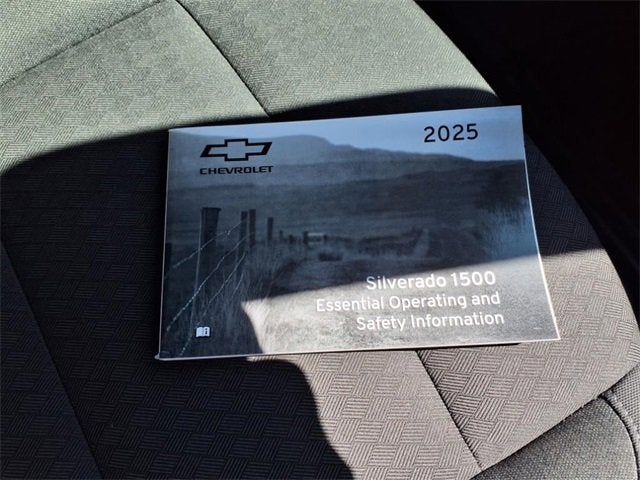 2025
CHEVROLET
Silverado 1500
Essential Operating and
Safety Information